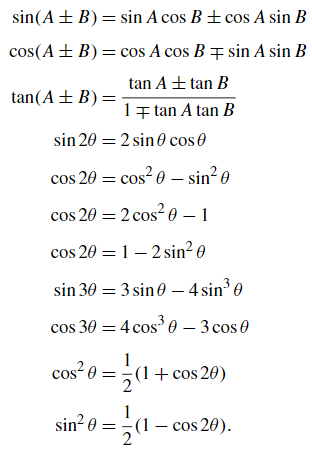 sin(A ± B) = sin A cos B ± cos A sin B
cos(A ± B) = cos A cos B ∓ sin A sin B
tan(A ± B) = \frac{tan A ± tan B}{1 ∓ tan A tan B}
sin 2θ = 2 sin θ cos θ
cos 2θ = cos² θ − sin² θ
cos 2θ = 2 cos² θ − 1
cos 2θ = 1 − 2 sin² θ
sin 3θ = 3 sin θ − 4 sin³ θ
cos 3θ = 4 cos³ θ − 3 cos θ
cos² θ = \frac{1}{2}(1 + cos 2θ)
sin² θ = \frac{1}{2}(1 − cos 2θ).